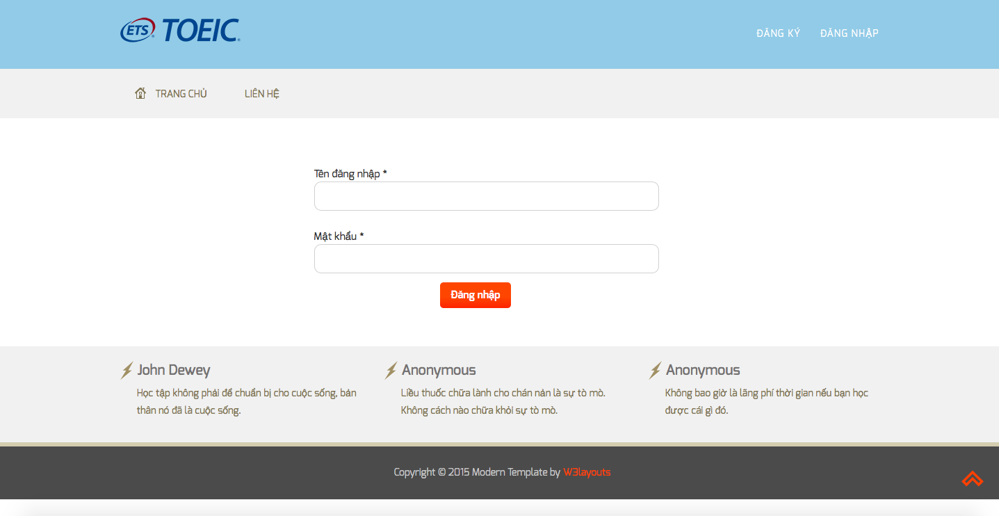 ETS TOEIC
ĐĂNG KÝ ĐĂNG NHẬP
TRANG CHỦ LIÊN HỆ
Tên đăng nhập *
Mật khẩu *
Đăng nhập
John Dewey
Học tập không phải để chuẩn bị cho cuộc sống, bản
thân nó đã là cuộc sống.
Anonymous
Liều thuốc chữa lành cho chán nản là sự tò mò.
Không cách nào chữa khỏi sự tò mò.
Anonymous
Không bao giờ là lãng phí thời gian nếu bạn học
được cái gì đó.
Copyright © 2015 Modern Template by W3layouts